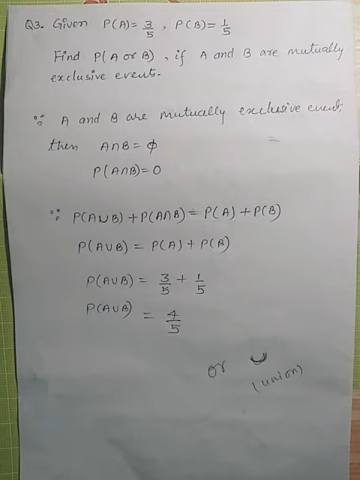 Q3. Given P(A)= 3/5 , P(B)= 1/5
Find P(A or B) , if A and B are mutually
exclusive events.
∵ A and B are mutually exclusive event,
then A∩B = ϕ
P(A∩B)=0
∵ P(A∪B) + P(A∩B) = P(A) + P(B)
P(A∪B) = P(A) + P(B)
P(A∪B) = 3/5 + 1/5
P(A∪B) = 4/5
or ∪
(union)